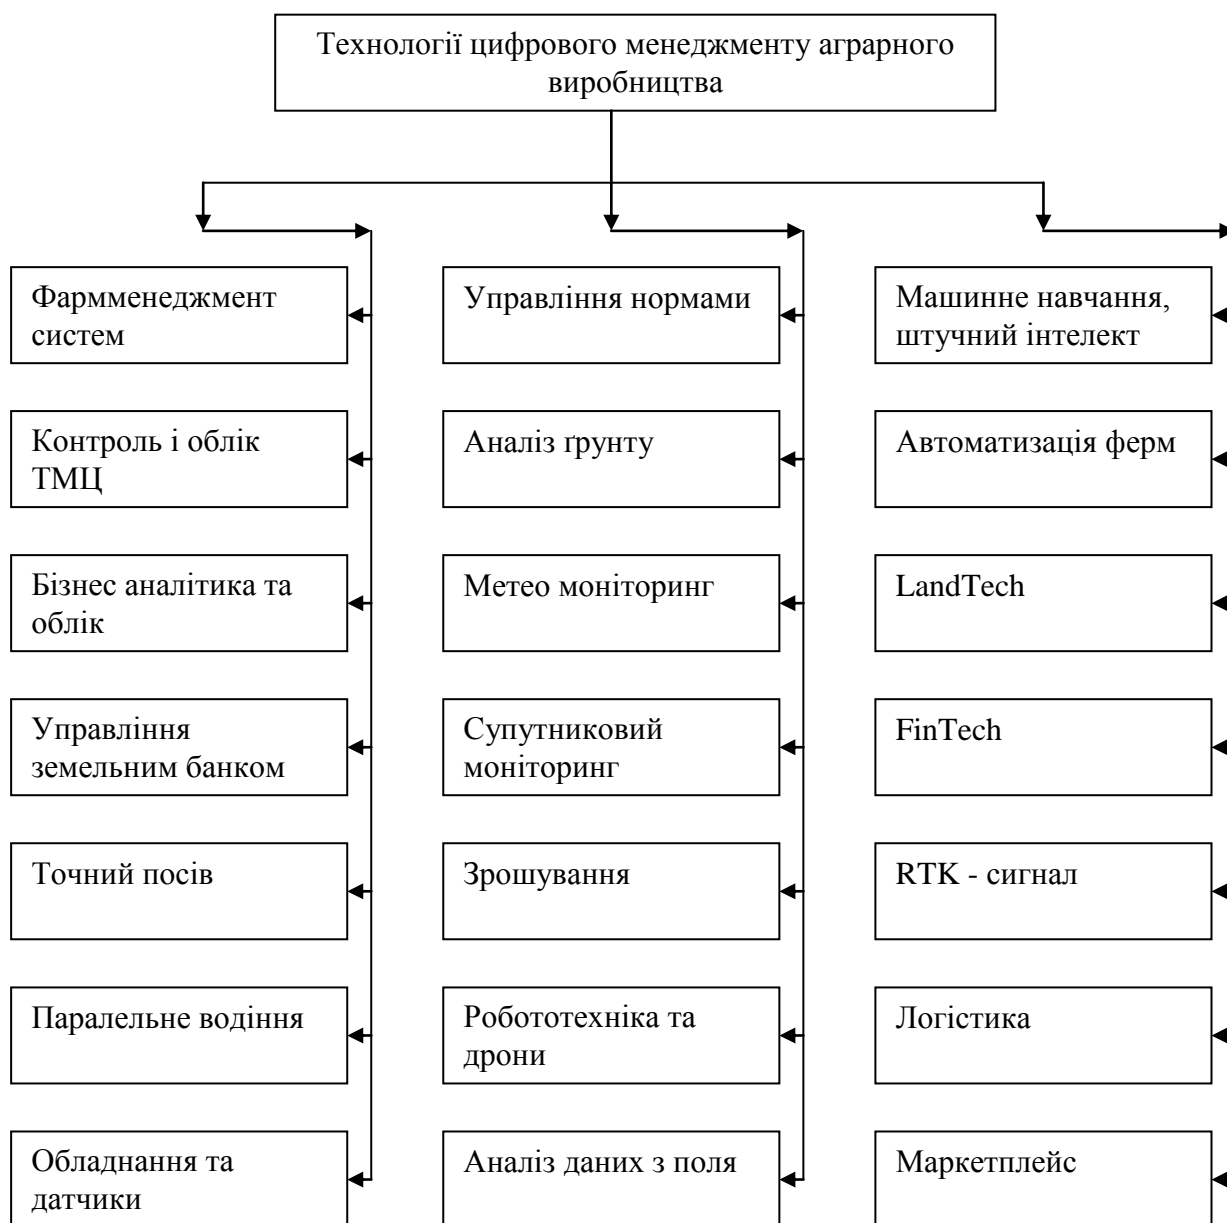 Технології цифрового менеджменту аграрного
виробництва
Фармменеджмент
систем
Контроль і облік
ТМЦ
Бізнес аналітика та
облік
Управління
земельним банком
Точний посів
Паралельне водіння
Обладнання та
датчики
Управління нормами
Аналіз ґрунту
Метео моніторинг
Супутниковий
моніторинг
Зрошування
Робототехніка та
дрони
Аналіз даних з поля
Машинне навчання,
штучний інтелект
Автоматизація ферм
LandTech
FinTech
RTK - сигнал
Логістика
Маркетплейс